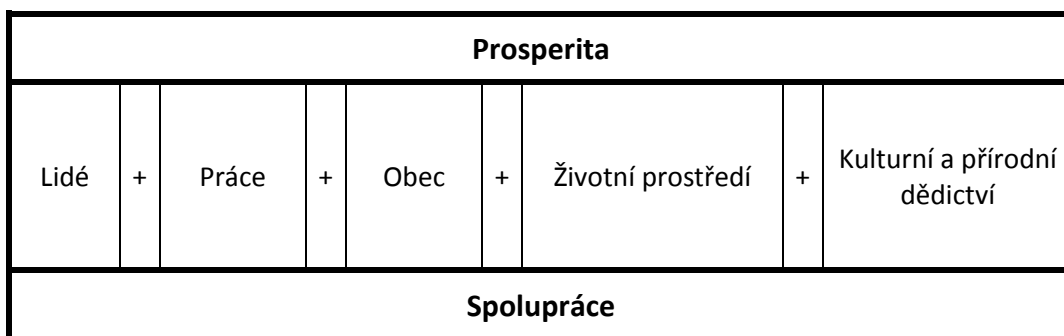 Prosperita
Lidé + Práce + Obec + Životní prostředí + Kulturní a přírodní
dědictví
Spolupráce